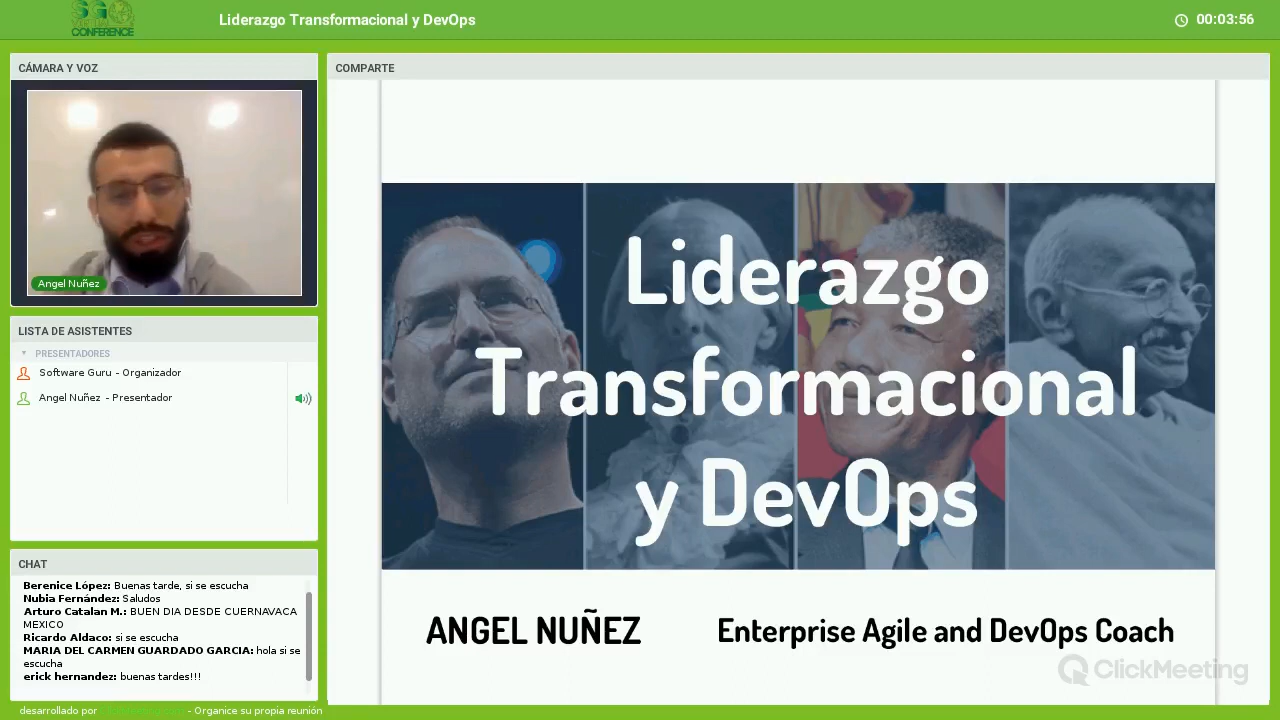 SG
CONFERENCE
Liderazgo Transformacional y DevOps
00:03:56
CÁMARA Y VOZ
Angel Nuñez
LISTA DE ASISTENTES
PRESENTADORES
Software Guru - Organizador
Angel Nuñez - Presentador
CHAT
Berenice López: Buenas tarde, si se escucha
Nubia Fernández: Saludos
Arturo Catalan M.: BUEN DIA DESDE CUERNAVACA
MEXICO
Ricardo Aldaco: si se escucha
MARIA DEL CARMEN GUARDADO GARCIA: hola si se
escucha
erick hernandez: buenas tardes!!!
desarrollado por
- Organice su propia reunión
COMPARTE
Liderazgo
Transformacional
y DevOps
ANGEL NUÑEZ
Enterprise Agile and DevOps Coach
ClickMeeting